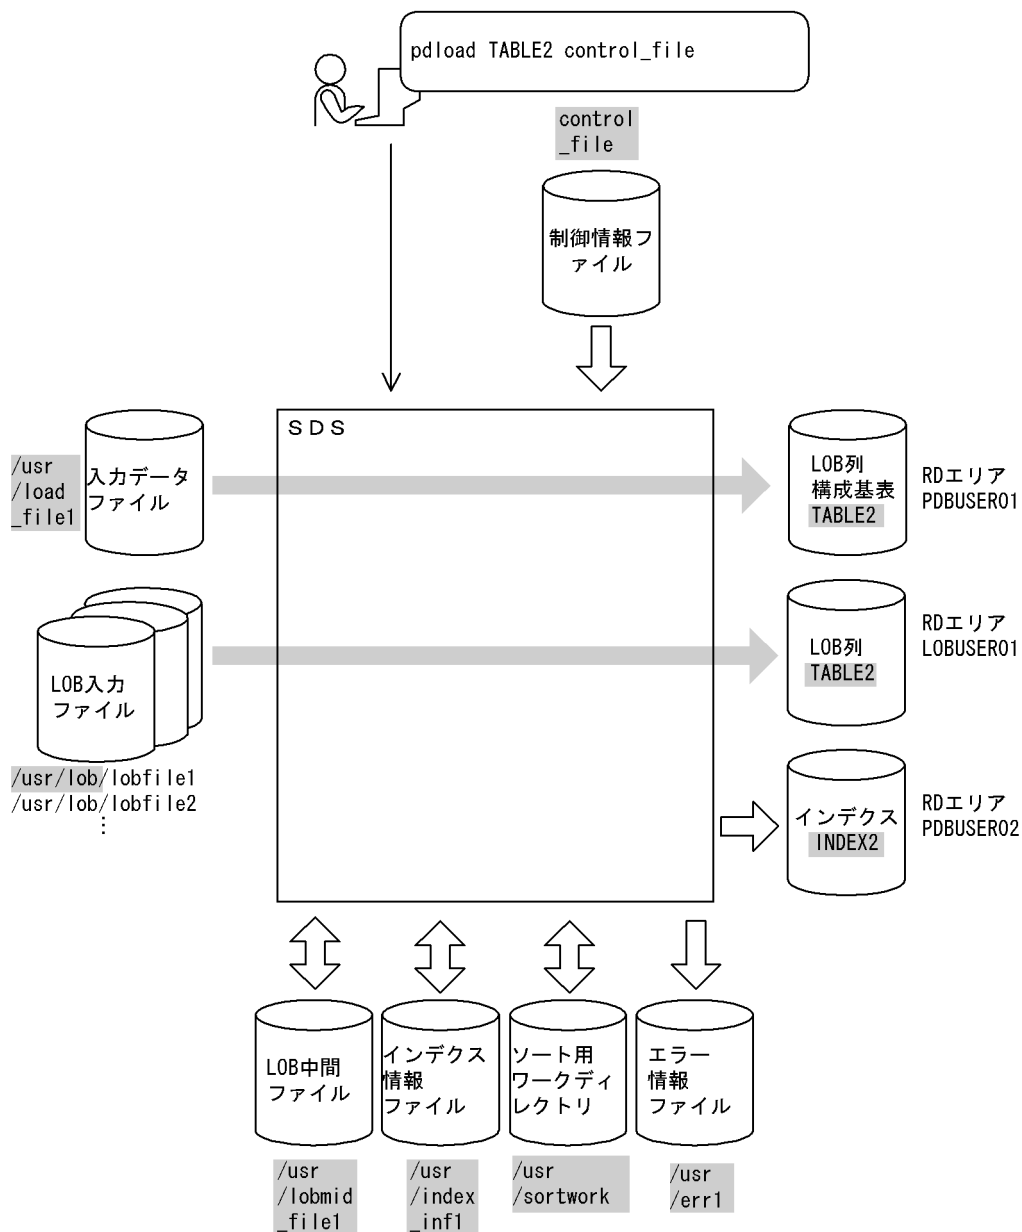 pdload TABLE2 control_file
control
_file
制御情報フ
ァイル
ＳＤＳ
/usr
/load
_file1
入力データ
ファイル
LOB列
構成基表
TABLE2
RDエリア
PDBUSER01
LOB入力
ファイル
/usr/lob/lobfile1
/usr/lob/lobfile2
⋮
LOB列
TABLE2
RDエリア
LOBUSER01
インデクス
INDEX2
RDエリア
PDBUSER02
LOB中間
ファイル
インデクス
情報
ファイル
ソート用
ワークディ
レクトリ
エラー
情報
ファイル
/usr
/lobmid
_file1
/usr
/index
_inf1
/usr
/sortwork
/usr
/err1